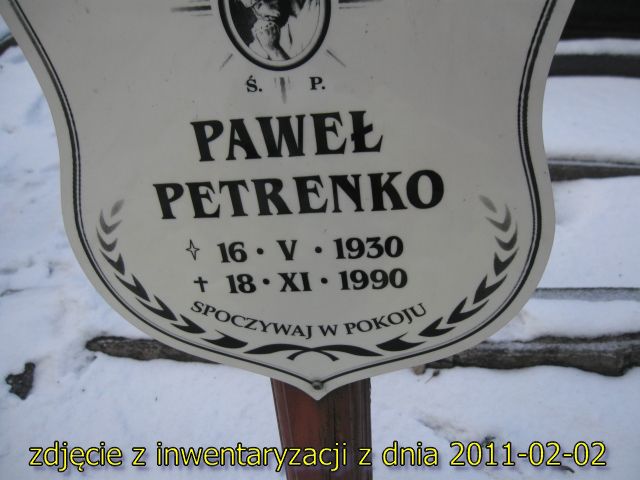 Ś. P.
PAWEŁ
PETRENKO
✧ 16 · V · 1930
† 18 · XI · 1990
SPOCZYWAJ W POKOJU
zdjęcie z inwentaryzacji z dnia 2011-02-02